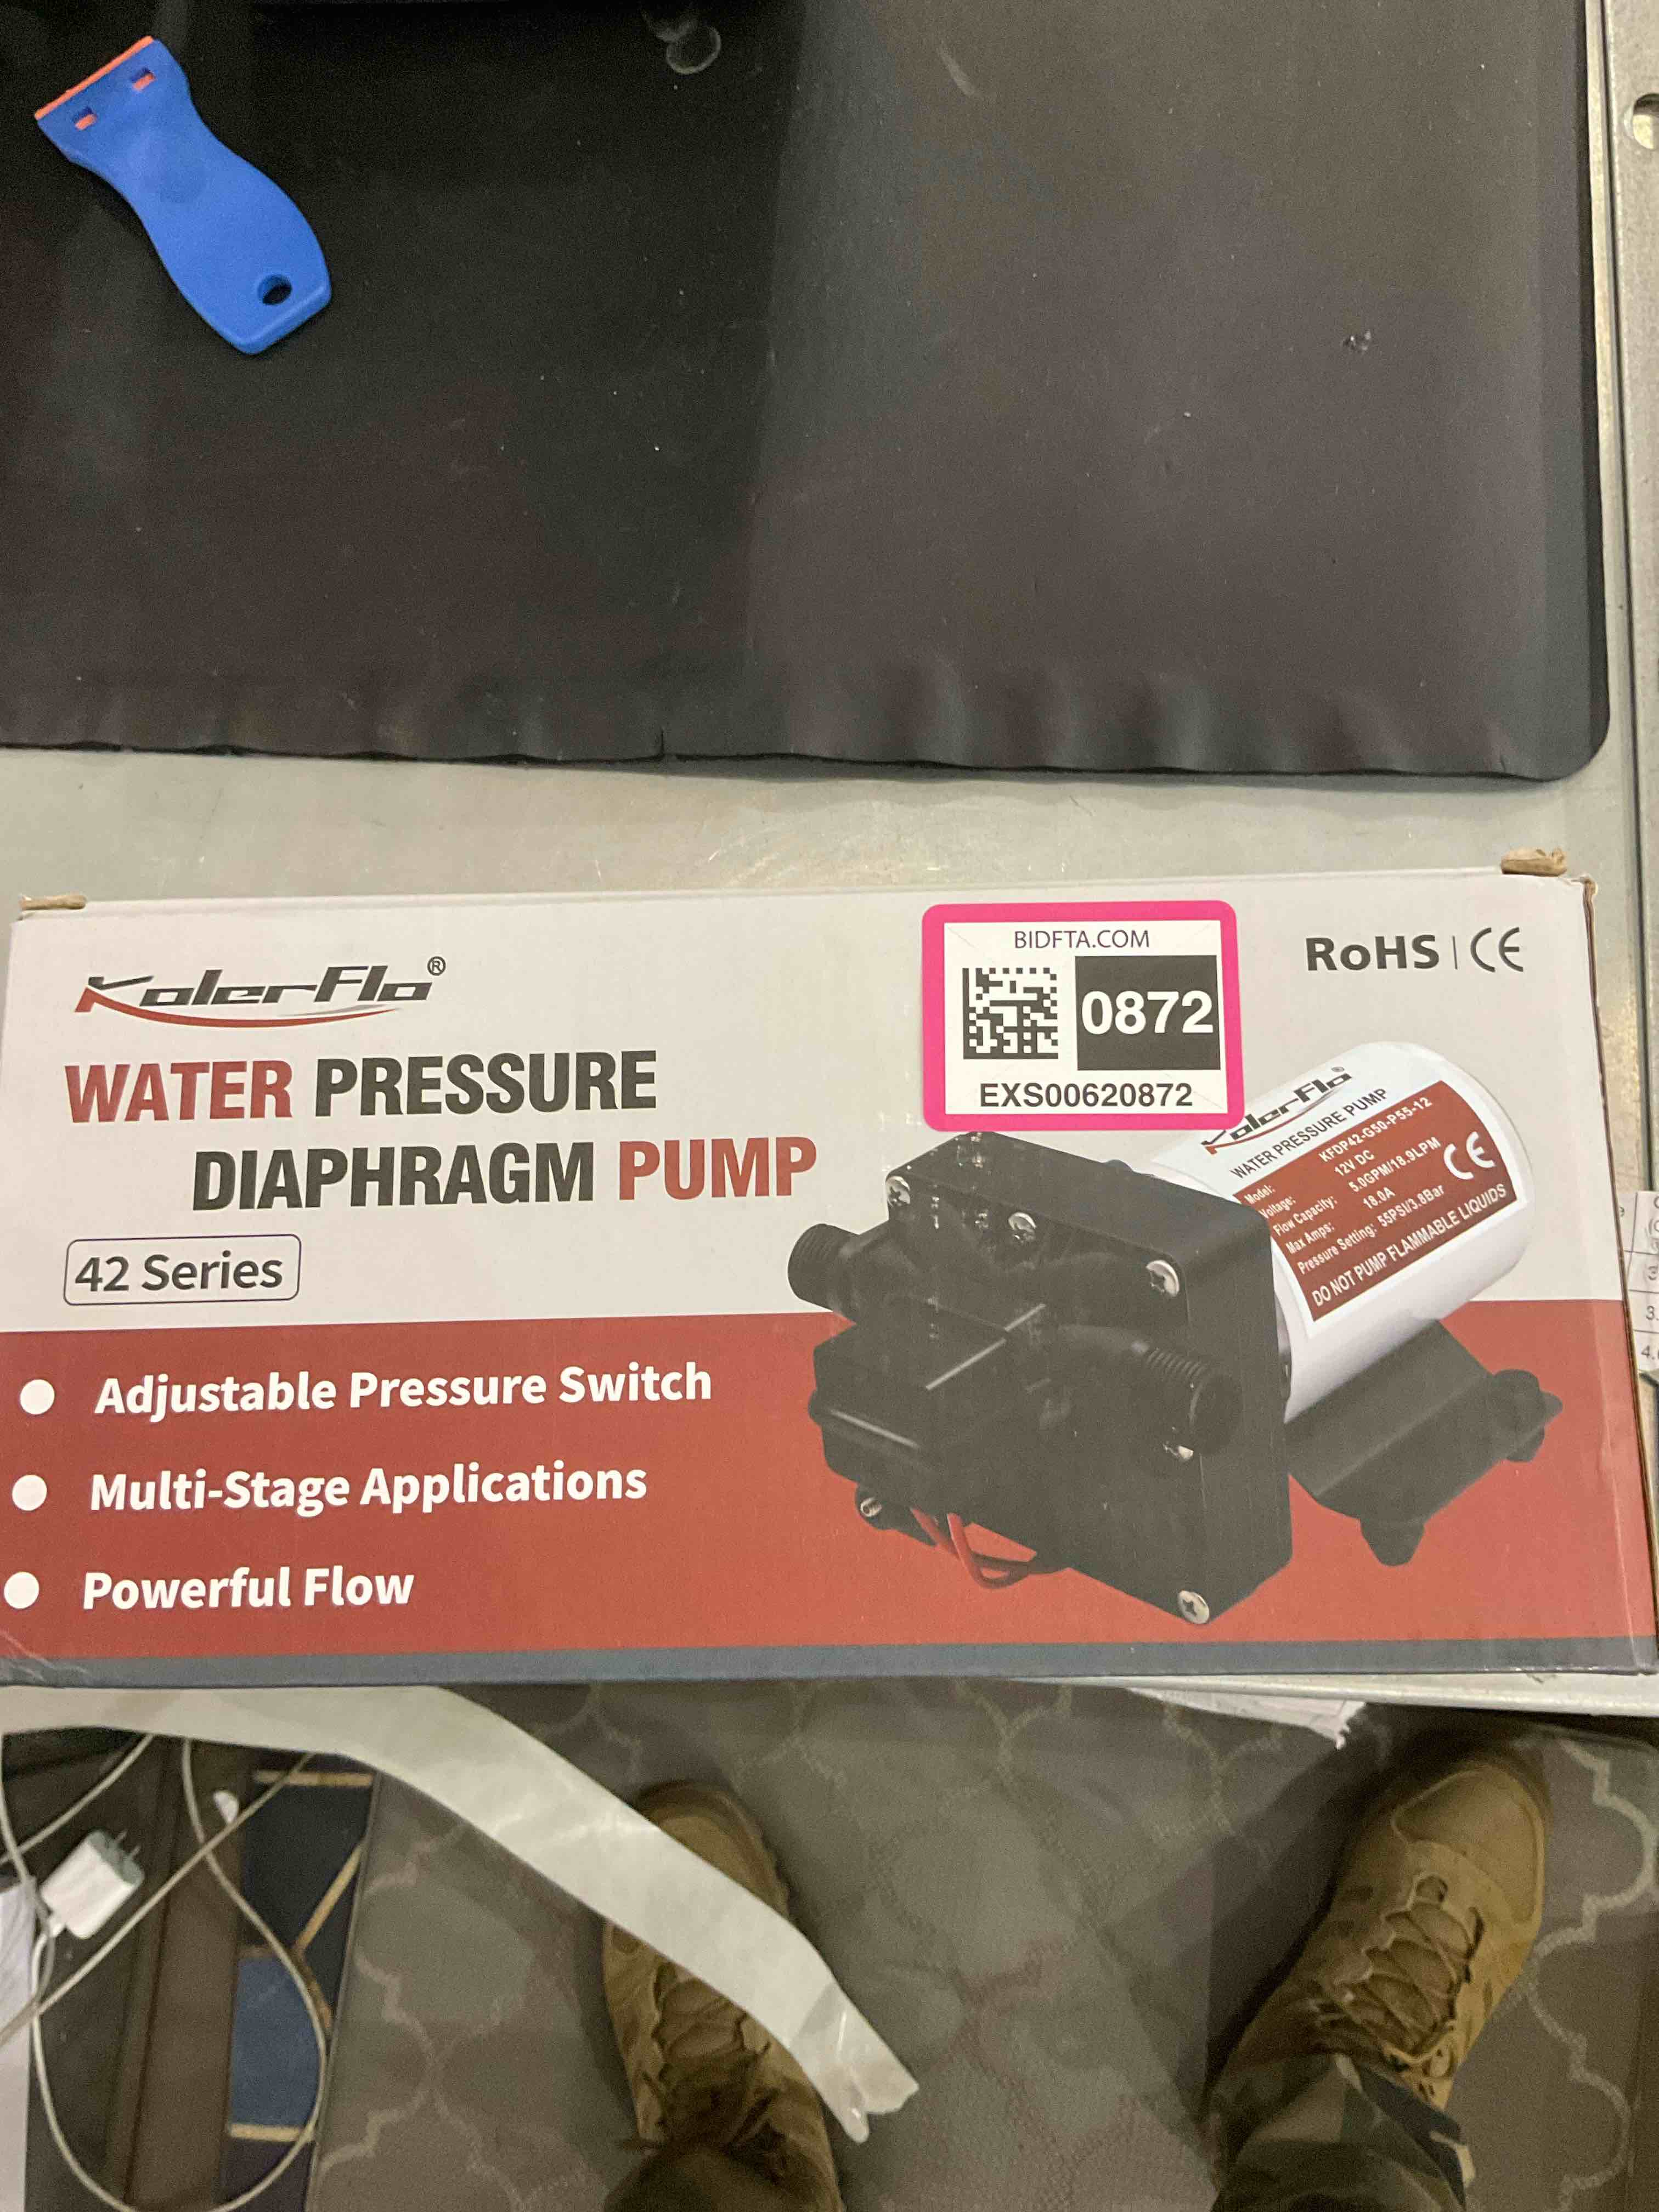 KolerFlo®
WATER PRESSURE
DIAPHRAGM PUMP
42 Series
Adjustable Pressure Switch
Multi-Stage Applications
Powerful Flow
BIDFTA.COM
0872
EXS00620872
RoHS | CE
KolerFlo®
WATER PRESSURE PUMP
Model: KFDP42-G50-P55-12
Voltage: 12V DC
Flow Capacity: 5.0GPM/18.9LPM
Max Amps: 18.0A
Pressure Setting: 55PSI/3.8Bar
CE
DO NOT PUMP FLAMMABLE LIQUIDS